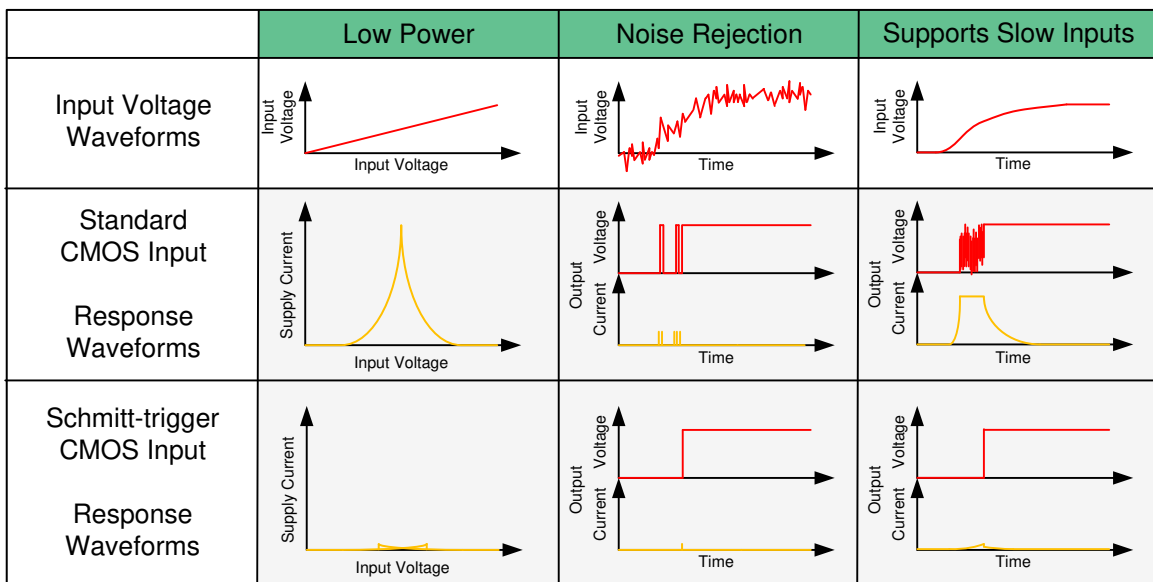 Low Power
Noise Rejection
Supports Slow Inputs
Input Voltage
Waveforms
Input
Voltage
Input Voltage
Input
Voltage
Time
Input
Voltage
Time
Standard
CMOS Input
Response
Waveforms
Supply Current
Input Voltage
Output
Voltage
Current
Time
Output
Voltage
Current
Time
Schmitt-trigger
CMOS Input
Response
Waveforms
Supply Current
Input Voltage
Output
Voltage
Current
Time
Output
Voltage
Current
Time